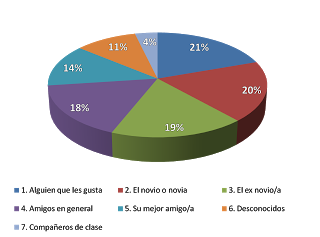 4%
11%
21%
14%
20%
18%
19%
1. Alguien que les gusta 2. El novio o novia 3. El ex novio/a
4. Amigos en general 5. Su mejor amigo/a 6. Desconocidos
7. Compañeros de clase